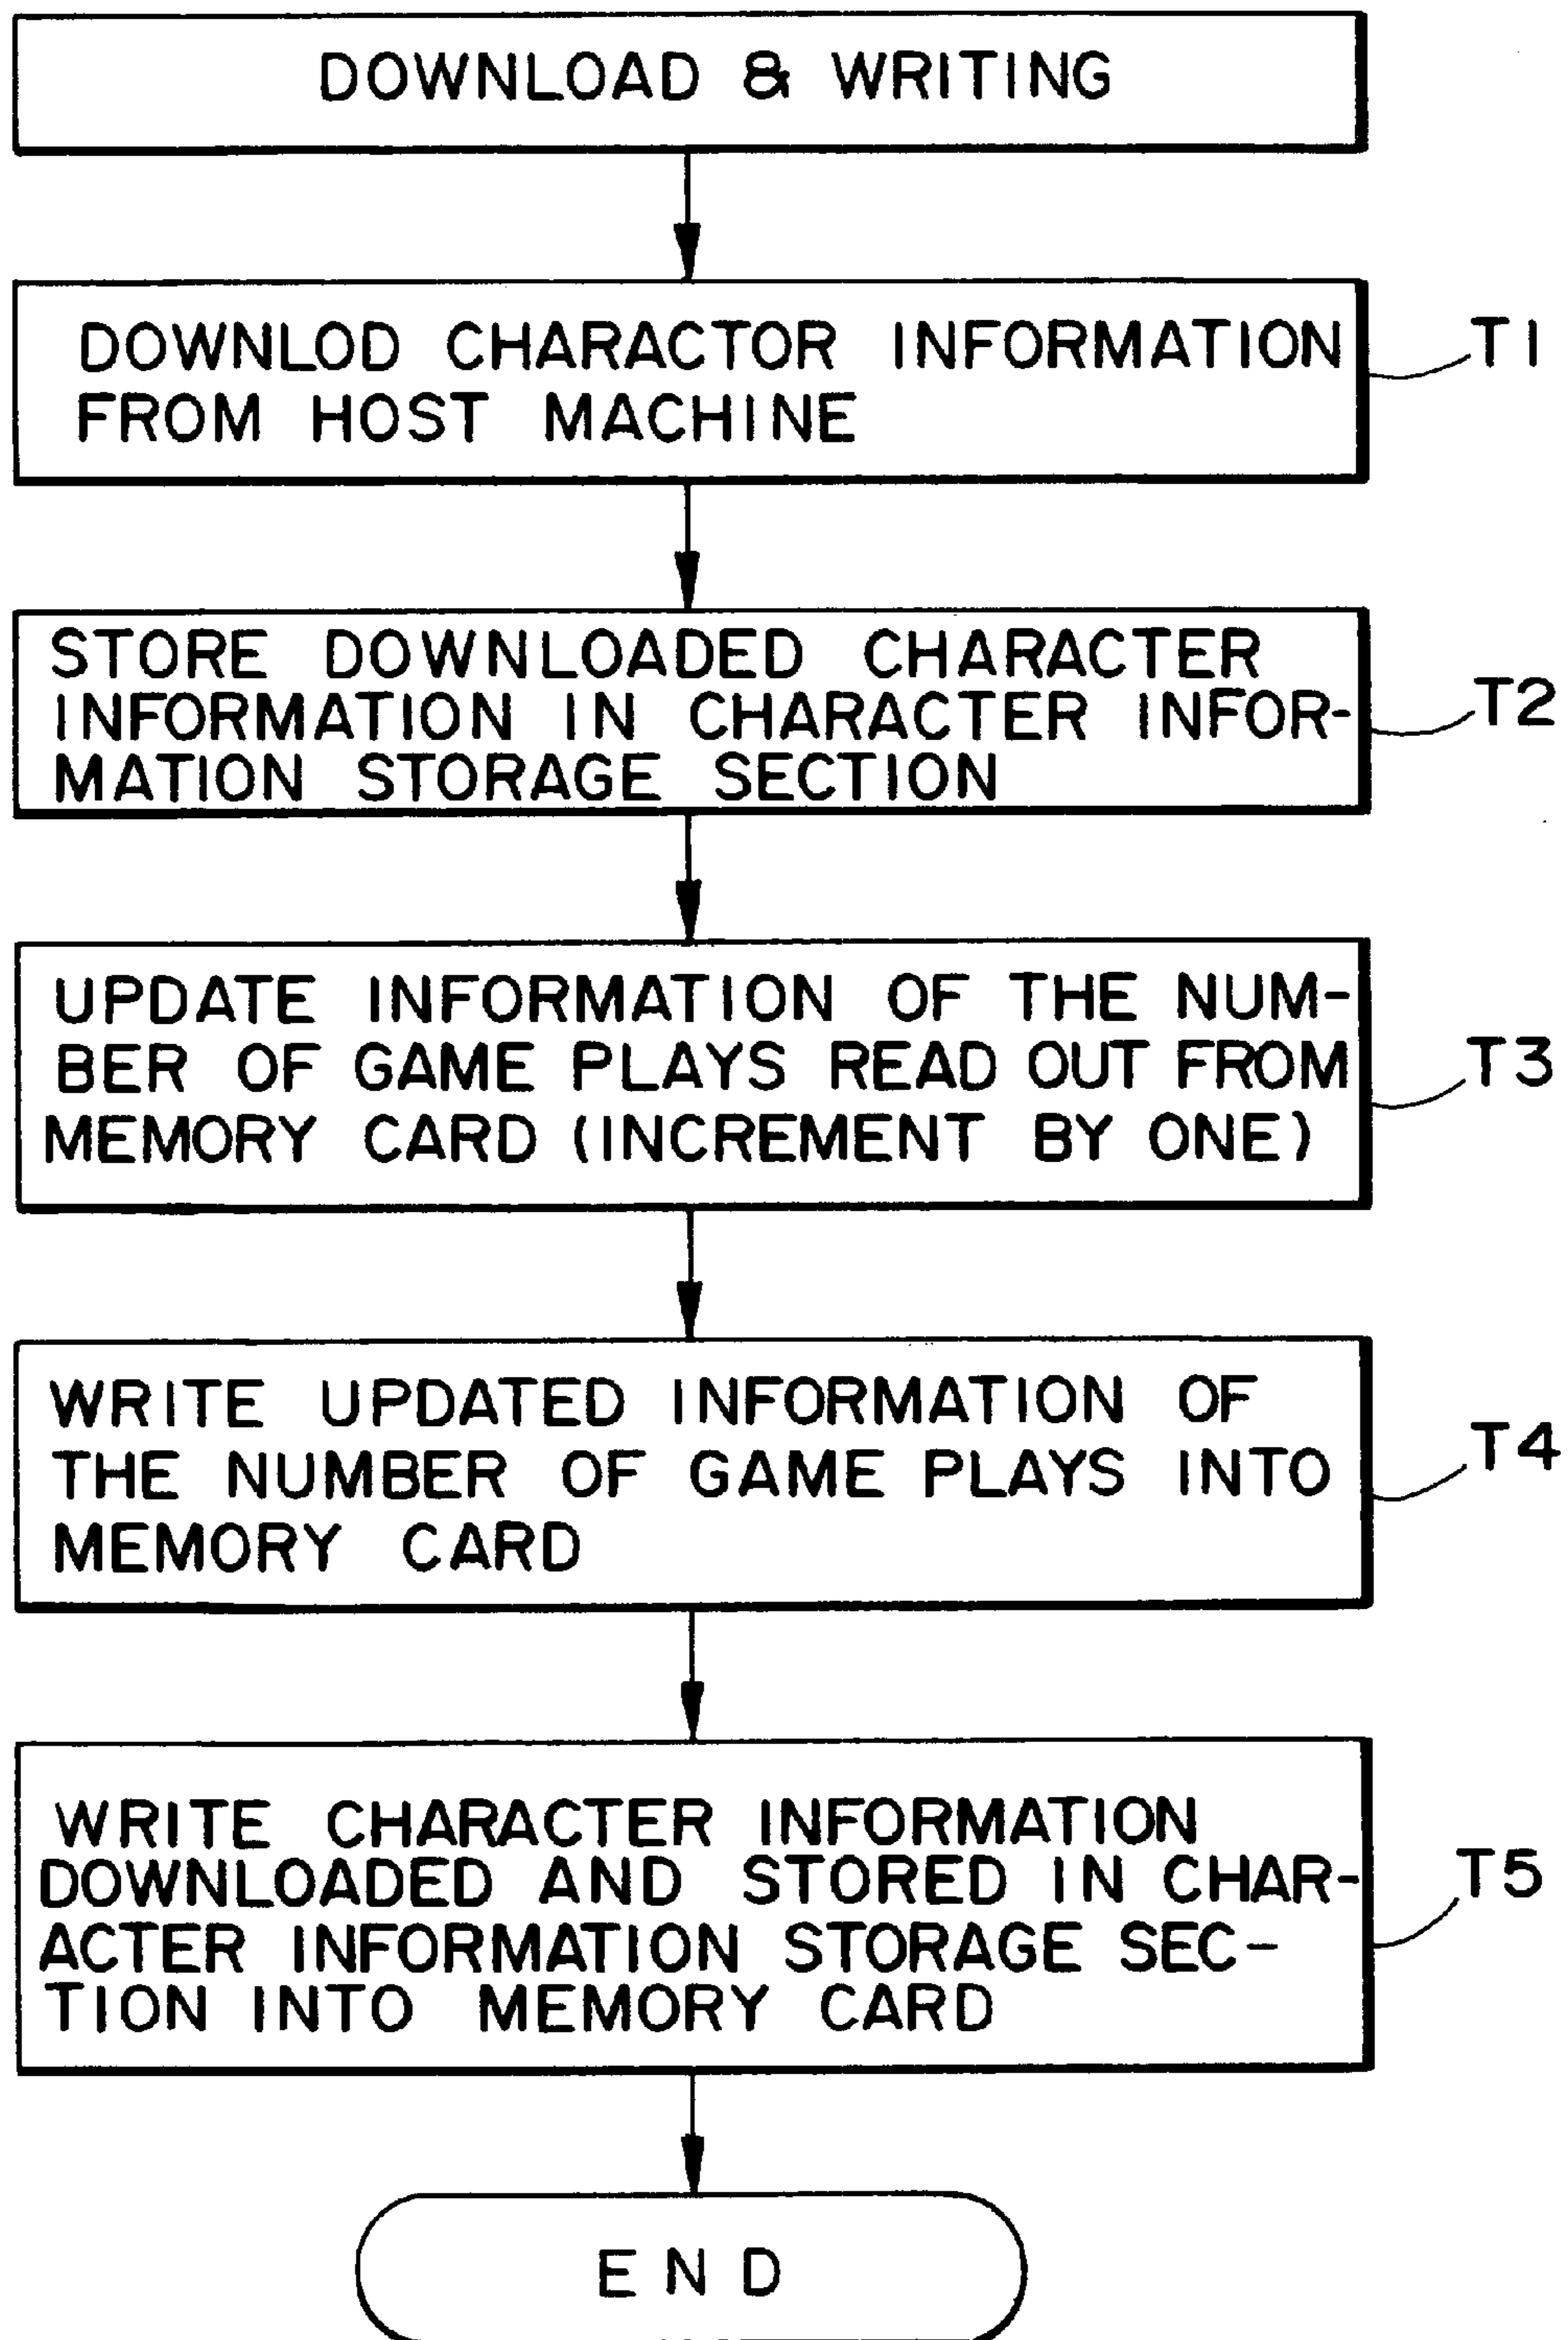 DOWNLOAD & WRITING
DOWNLOD CHARACTOR INFORMATION
FROM HOST MACHINE
T1
STORE DOWNLOADED CHARACTER
INFORMATION IN CHARACTER INFOR-
MATION STORAGE SECTION
T2
UPDATE INFORMATION OF THE NUM-
BER OF GAME PLAYS READ OUT FROM
MEMORY CARD (INCREMENT BY ONE)
T3
WRITE UPDATED INFORMATION OF
THE NUMBER OF GAME PLAYS INTO
MEMORY CARD
T4
WRITE CHARACTER INFORMATION
DOWNLOADED AND STORED IN CHAR-
ACTER INFORMATION STORAGE SEC-
TION INTO MEMORY CARD
T5
END